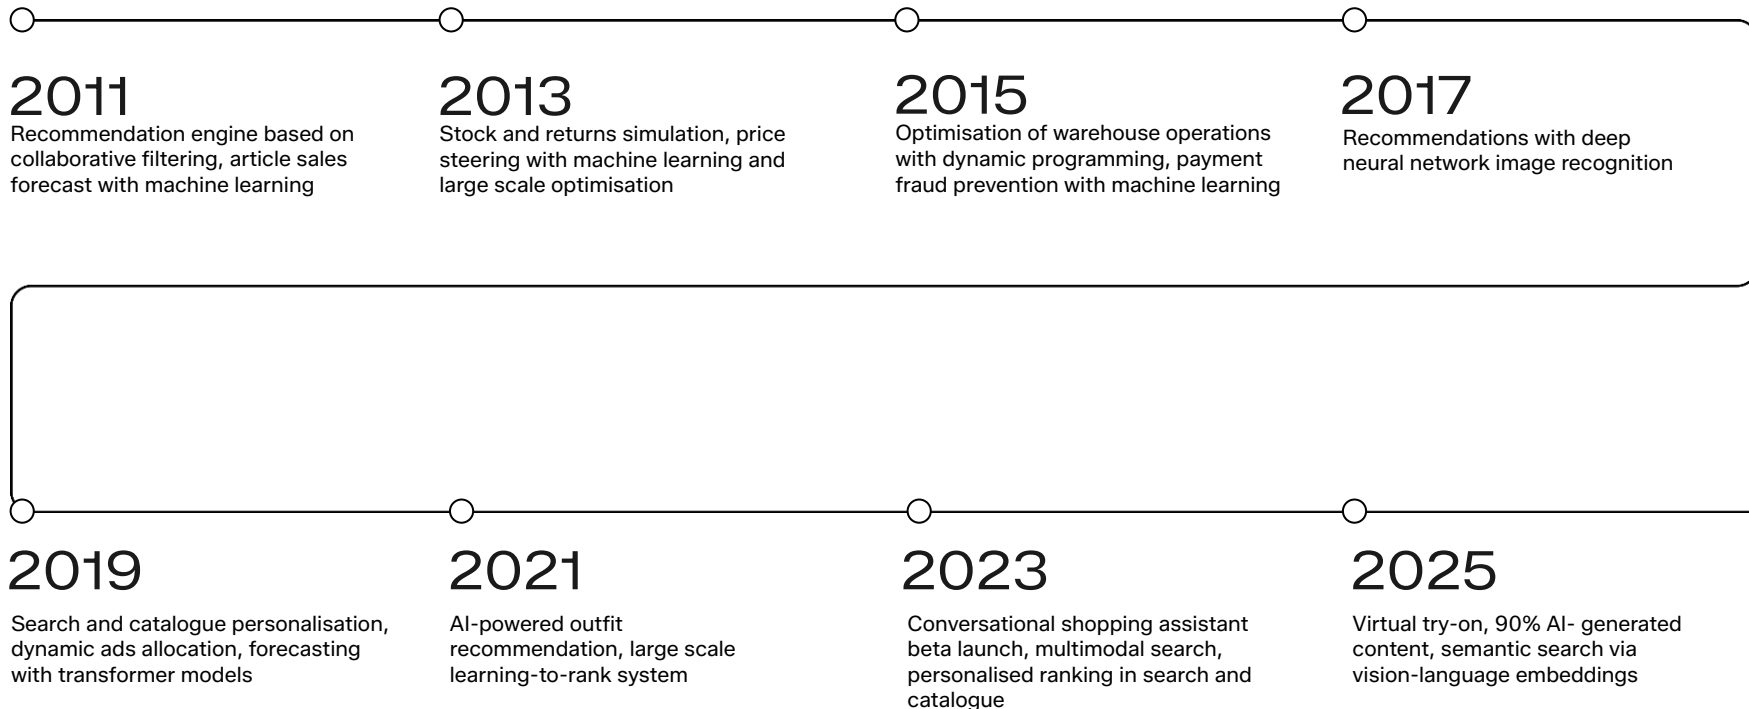 2011
Recommendation engine based on
collaborative filtering, article sales
forecast with machine learning
2013
Stock and returns simulation, price
steering with machine learning and
large scale optimisation
2015
Optimisation of warehouse operations
with dynamic programming, payment
fraud prevention with machine learning
2017
Recommendations with deep
neural network image recognition
2019
Search and catalogue personalisation,
dynamic ads allocation, forecasting
with transformer models
2021
AI-powered outfit
recommendation, large scale
learning-to-rank system
2023
Conversational shopping assistant
beta launch, multimodal search,
personalised ranking in search and
catalogue
2025
Virtual try-on, 90% AI- generated
content, semantic search via
vision-language embeddings